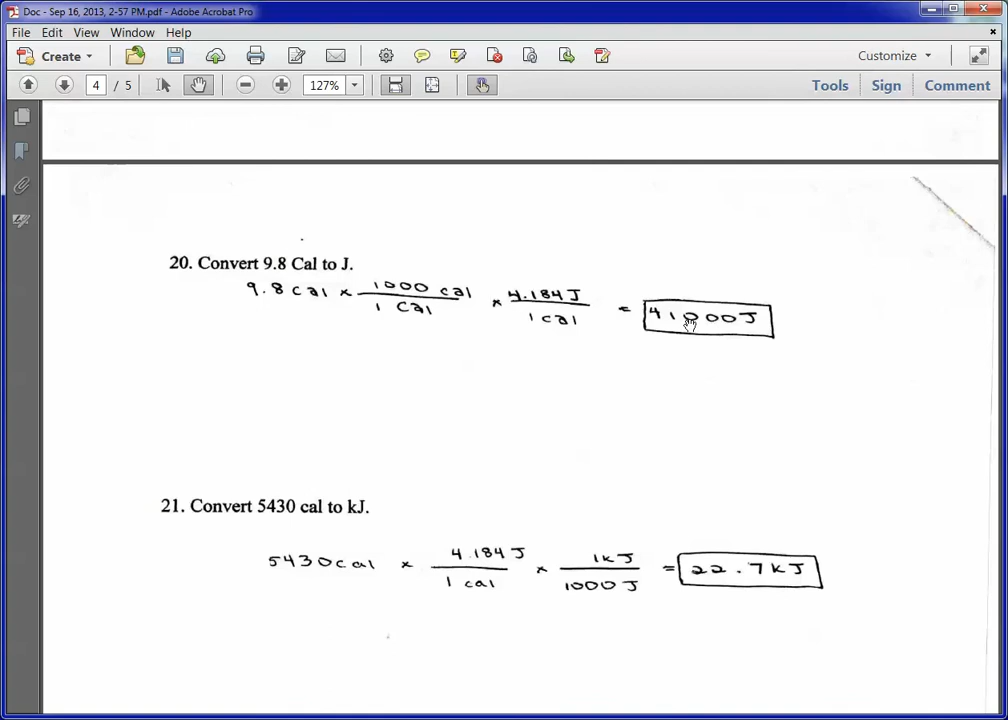 Doc - Sep 16, 2013, 2-57 PM.pdf - Adobe Acrobat Pro
File Edit View Window Help
Create Customize
4 / 5 127% Tools Sign Comment
20. Convert 9.8 Cal to J.
9.8 Cal × 1000 cal / 1 Cal × 4.184 J / 1 cal = 41000 J
21. Convert 5430 cal to kJ.
5430 cal × 4.184 J / 1 cal × 1 kJ / 1000 J = 22.7 kJ